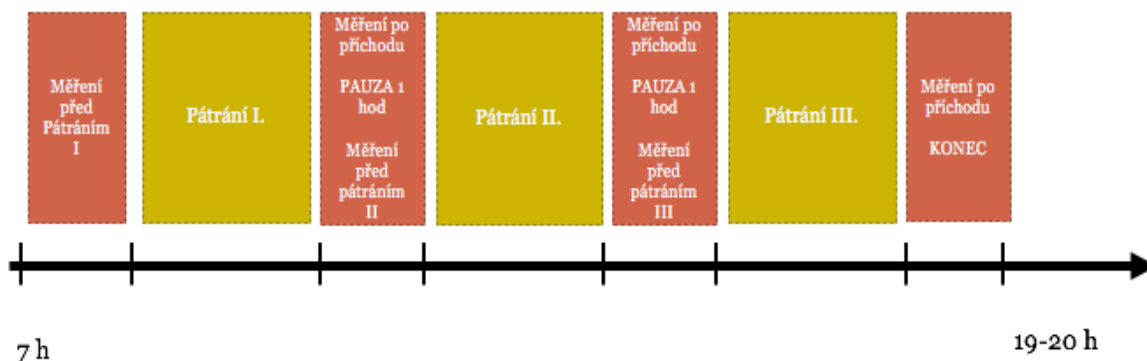 Měření
před
Pátráním
I
Pátrání I.
Měření po
příchodu
PAUZA 1
hod
Měření
před
pátráním
II
Pátrání II.
Měření po
příchodu
PAUZA 1
hod
Měření
před
pátráním
III
Pátrání III.
Měření po
příchodu
KONEC
7 h
19-20 h